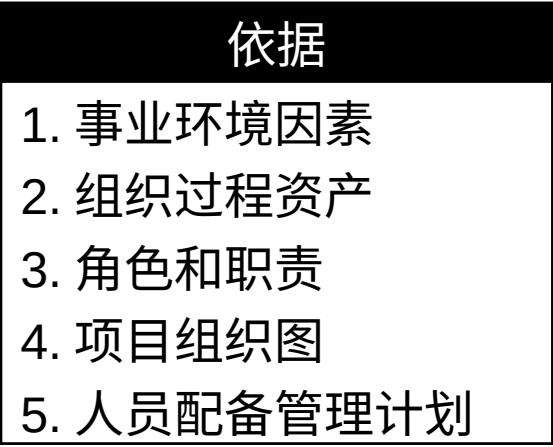 依据
1. 事业环境因素
2. 组织过程资产
3. 角色和职责
4. 项目组织图
5. 人员配备管理计划